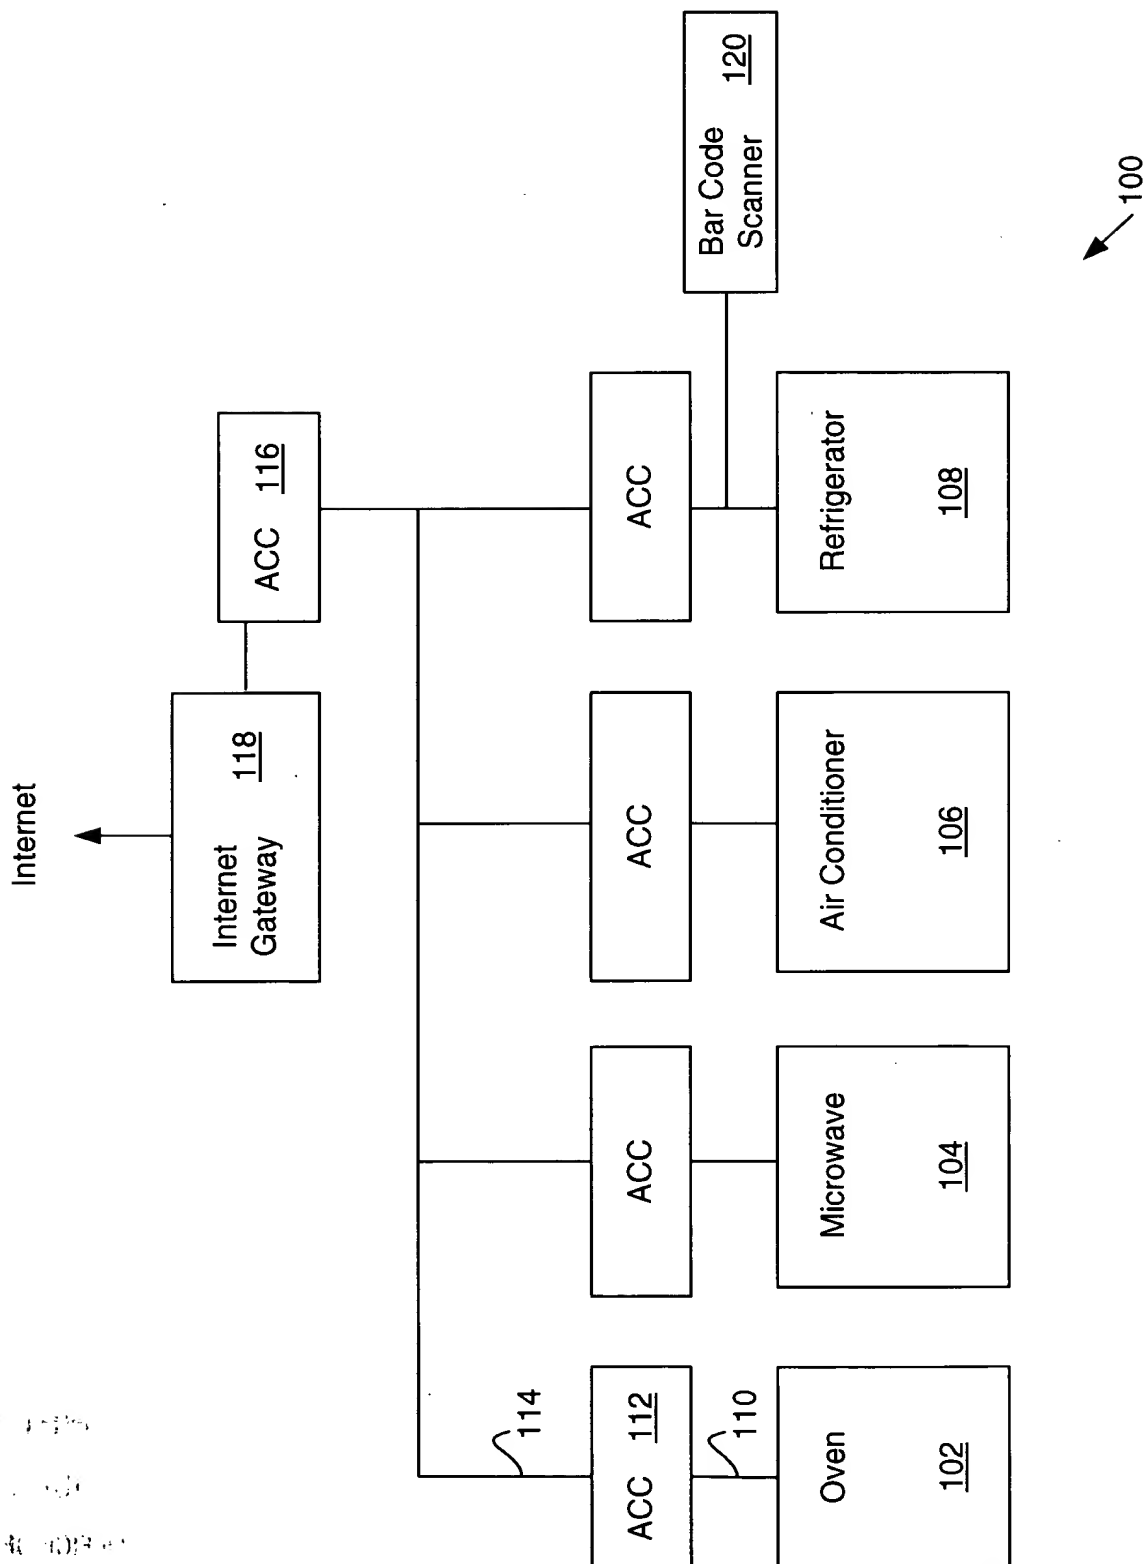 Internet
Internet
Gateway
118
ACC 116
ACC 112
ACC
ACC
ACC
114
110
Oven
102
Microwave
104
Air Conditioner
106
Refrigerator
108
Bar Code
Scanner
120
100